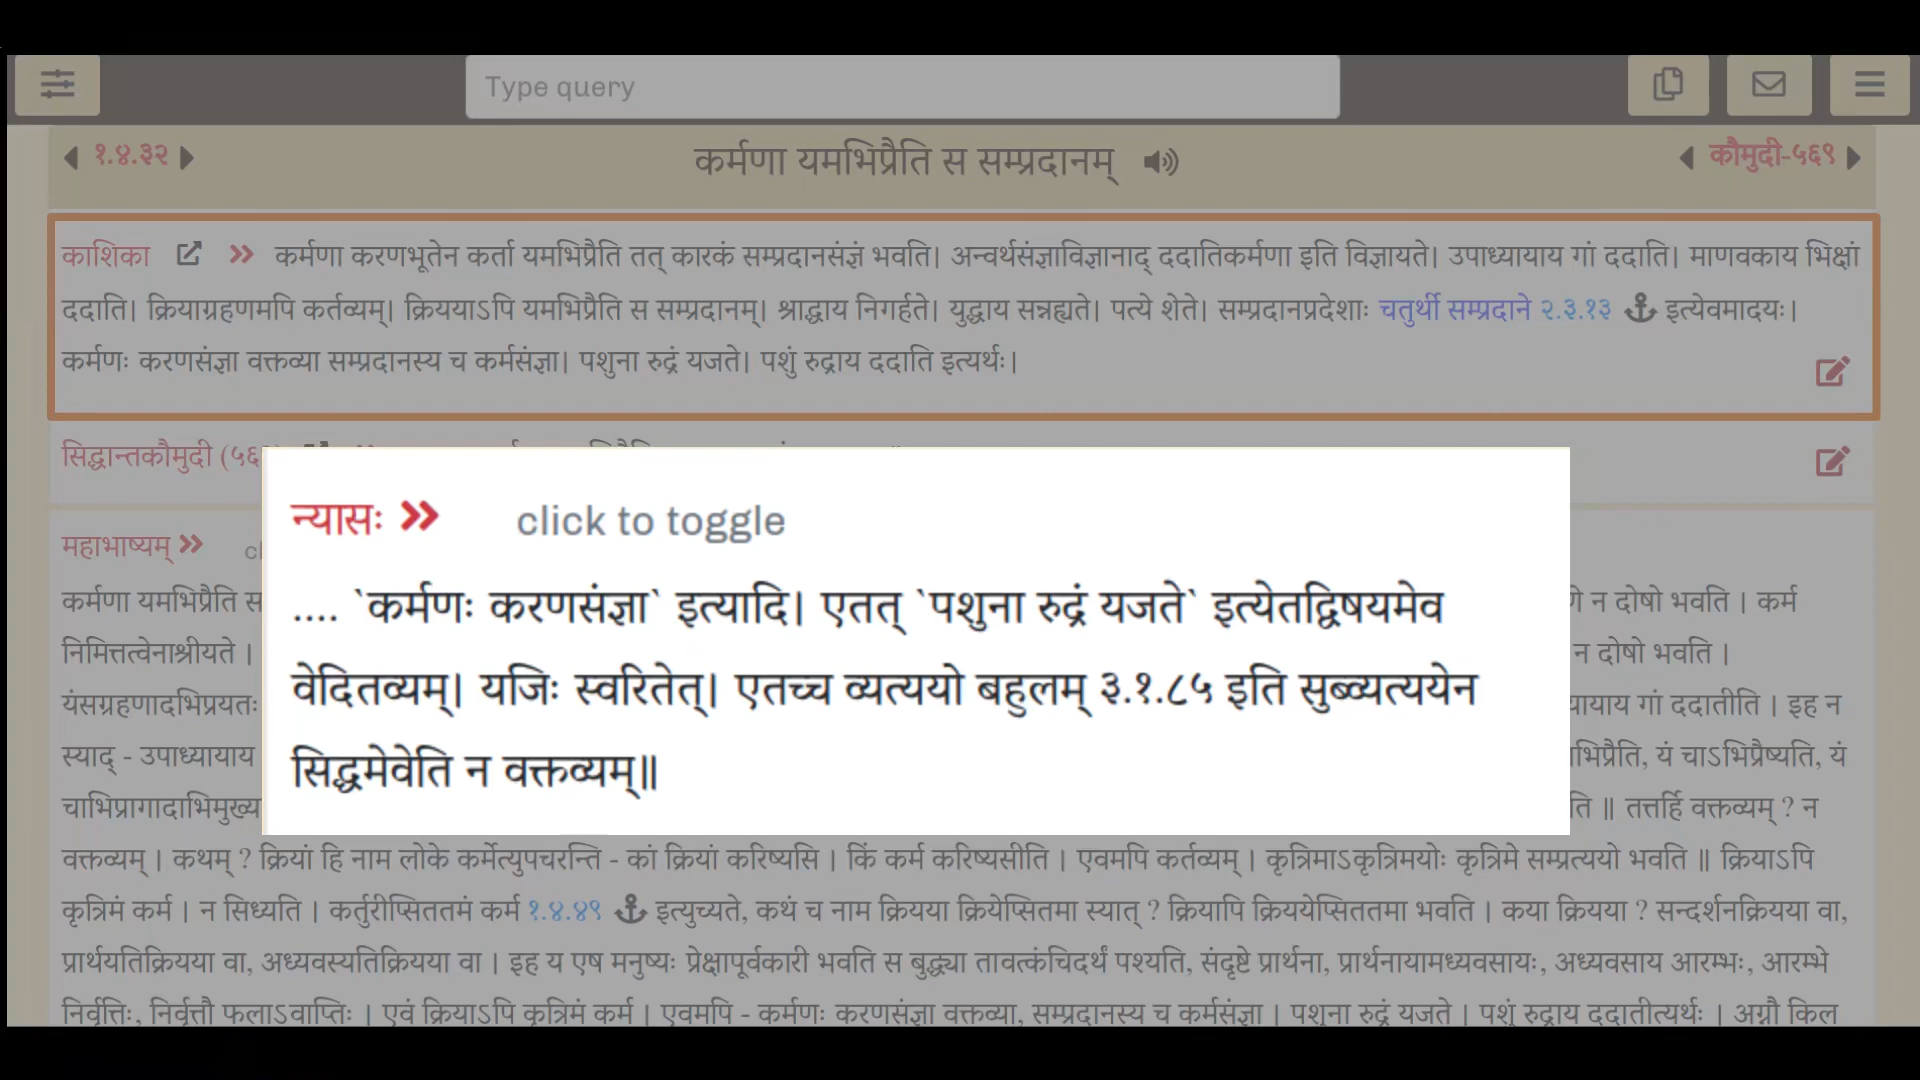 Type query
१.४.३२ कर्मणा यमभिप्रैति स सम्प्रदानम् कौमुदी-५६९
काशिका कर्मणा करणभूतेन कर्ता यमभिप्रैति तत् कारकं सम्प्रदानसंज्ञं भवति। अन्वर्थसंज्ञाविज्ञानाद् ददातिकर्मणा इति विज्ञायते। उपाध्यायाय गां ददाति। माणवकाय भिक्षां
ददाति। क्रियाग्रहणमपि कर्तव्यम्। क्रिययाऽपि यमभिप्रैति स सम्प्रदानम्। श्राद्धाय निगर्हते। युद्धाय सन्नह्यते। पत्ये शेते। सम्प्रदानप्रदेशाः चतुर्थी सम्प्रदाने २.३.१३ इत्येवमादयः।
कर्मणः करणसंज्ञा वक्तव्या सम्प्रदानस्य च कर्मसंज्ञा। पशुना रुद्रं यजते। पशुं रुद्राय ददाति इत्यर्थः।
सिद्धान्तकौमुदी (५६
न्यासः click to toggle
.... `कर्मणः करणसंज्ञा` इत्यादि। एतत् `पशुना रुद्रं यजते` इत्येतद्विषयमेव
वेदितव्यम्। यजिः स्वरितेत्। एतच्च व्यत्ययो बहुलम् ३.१.८५ इति सुब्व्यत्ययेन
सिद्धमेवेति न वक्तव्यम्॥
महाभाष्यम्
कर्मणा यमभिप्रैति स न दोषो भवति। कर्म
निमित्तत्वेनाश्रीयते। न दोषो भवति।
यंसग्रहणादभिप्रयतः गां ददातीति। इह न
स्याद् - उपाध्यायाय भिप्रैति, यं चाऽभिप्रैष्यति, यं
चाभिप्रागादाभिमुख्य ति॥ तत्तर्हि वक्तव्यम् ? न
वक्तव्यम्। कथम् ? क्रियां हि नाम लोके कर्मेत्युपचरन्ति - कां क्रियां करिष्यसि। किं कर्म करिष्यसीति। एवमपि कर्तव्यम्। कृत्रिमाऽकृत्रिमयोः कृत्रिमे सम्प्रत्ययो भवति॥ क्रियाऽपि
कृत्रिमं कर्म। न सिध्यति। कर्तुरीप्सिततमं कर्म १.४.४९ इत्युच्यते, कथं च नाम क्रियया क्रियेप्सितमा स्यात् ? क्रियापि क्रिययेप्सिततमा भवति। कया क्रियया ? सन्दर्शनक्रियया वा,
प्रार्थयतिक्रियया वा, अध्यवस्यतिक्रियया वा। इह य एष मनुष्यः प्रेक्षापूर्वकारी भवति स बुद्ध्या तावत्कंचिदर्थं पश्यति, संदृष्टे प्रार्थना, प्रार्थनायामध्यवसायः, अध्यवसाय आरम्भः, आरम्भे
निर्वृत्तिः, निर्वृत्तौ फलाऽवाप्तिः। एवं क्रियाऽपि कृत्रिमं कर्म। एवमपि - कर्मणः करणसंज्ञा वक्तव्या, सम्प्रदानस्य च कर्मसंज्ञा। पशुना रुद्रं यजते। पशुं रुद्राय ददातीत्यर्थः। अग्नौ किल